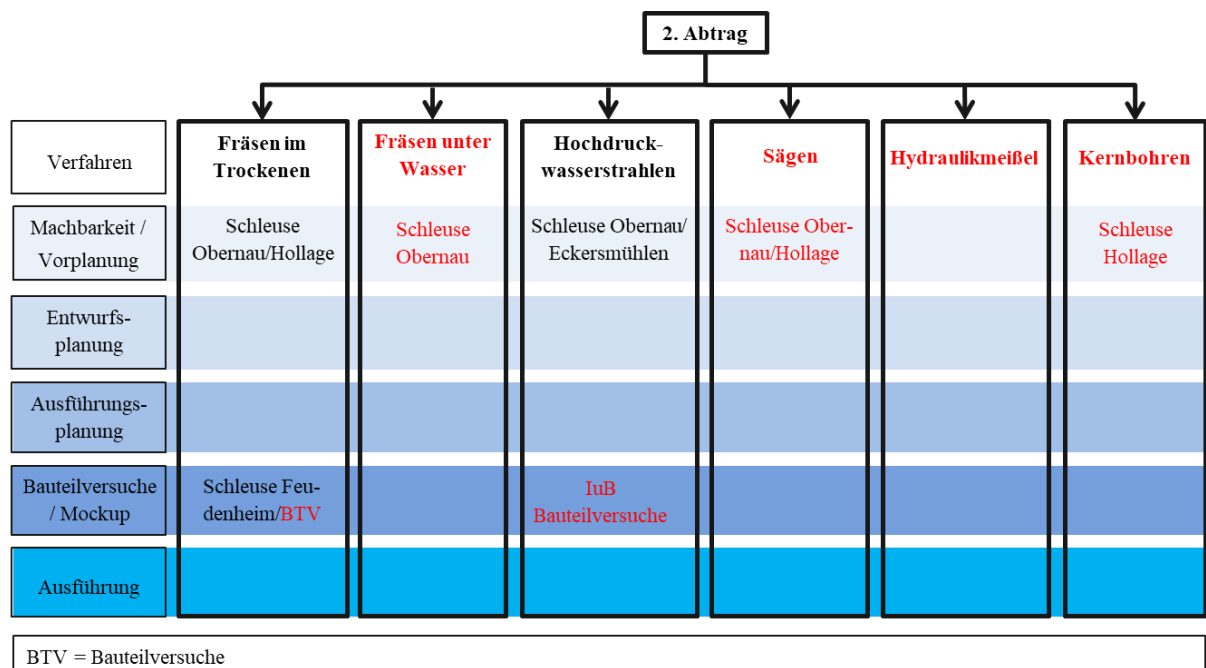 2. Abtrag
Verfahren
Fräsen im
Trockenen
Fräsen unter
Wasser
Hochdruck-
wasserstrahlen
Sägen
Hydraulikmeißel
Kernbohren
Machbarkeit /
Vorplanung
Schleuse
Obernau/Hollage
Schleuse
Obernau
Schleuse Obernau/
Eckersmühlen
Schleuse Ober-
nau/Hollage
Schleuse
Hollage
Entwurfs-
planung
Ausführungs-
planung
Bauteilversuche
/ Mockup
Schleuse Feu-
denheim/BTV
IuB
Bauteilversuche
Ausführung
BTV = Bauteilversuche